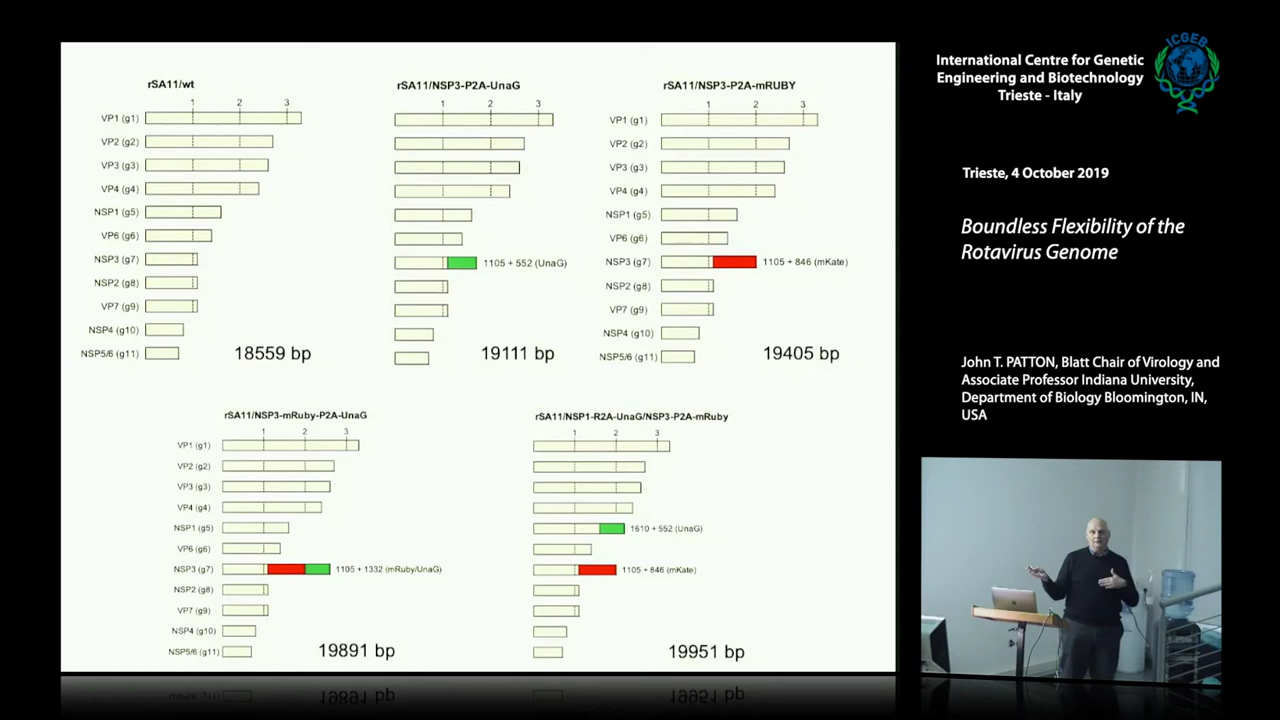 rSA11/wt
1 2 3
VP1 (g1)
VP2 (g2)
VP3 (g3)
VP4 (g4)
NSP1 (g5)
VP6 (g6)
NSP3 (g7)
NSP2 (g8)
VP7 (g9)
NSP4 (g10)
NSP5/6 (g11)
18559 bp
rSA11/NSP3-P2A-UnaG
1 2 3
1105 + 552 (UnaG)
19111 bp
rSA11/NSP3-P2A-mRUBY
1 2 3
VP1 (g1)
VP2 (g2)
VP3 (g3)
VP4 (g4)
NSP1 (g5)
VP6 (g6)
NSP3 (g7)
1105 + 846 (mKate)
NSP2 (g8)
VP7 (g9)
NSP4 (g10)
NSP5/6 (g11)
19405 bp
rSA11/NSP3-mRuby-P2A-UnaG
1 2 3
VP1 (g1)
VP2 (g2)
VP3 (g3)
VP4 (g4)
NSP1 (g5)
VP6 (g6)
NSP3 (g7)
1105 + 1332 (mRuby/UnaG)
NSP2 (g8)
VP7 (g9)
NSP4 (g10)
NSP5/6 (g11)
19891 bp
rSA11/NSP1-R2A-UnaG/NSP3-P2A-mRuby
1 2 3
1610 + 552 (UnaG)
1105 + 846 (mKate)
19951 bp
International Centre for Genetic
Engineering and Biotechnology
Trieste - Italy
ICGEB
Trieste, 4 October 2019
Boundless Flexibility of the
Rotavirus Genome
John T. PATTON, Blatt Chair of Virology and
Associate Professor Indiana University,
Department of Biology Bloomington, IN,
USA